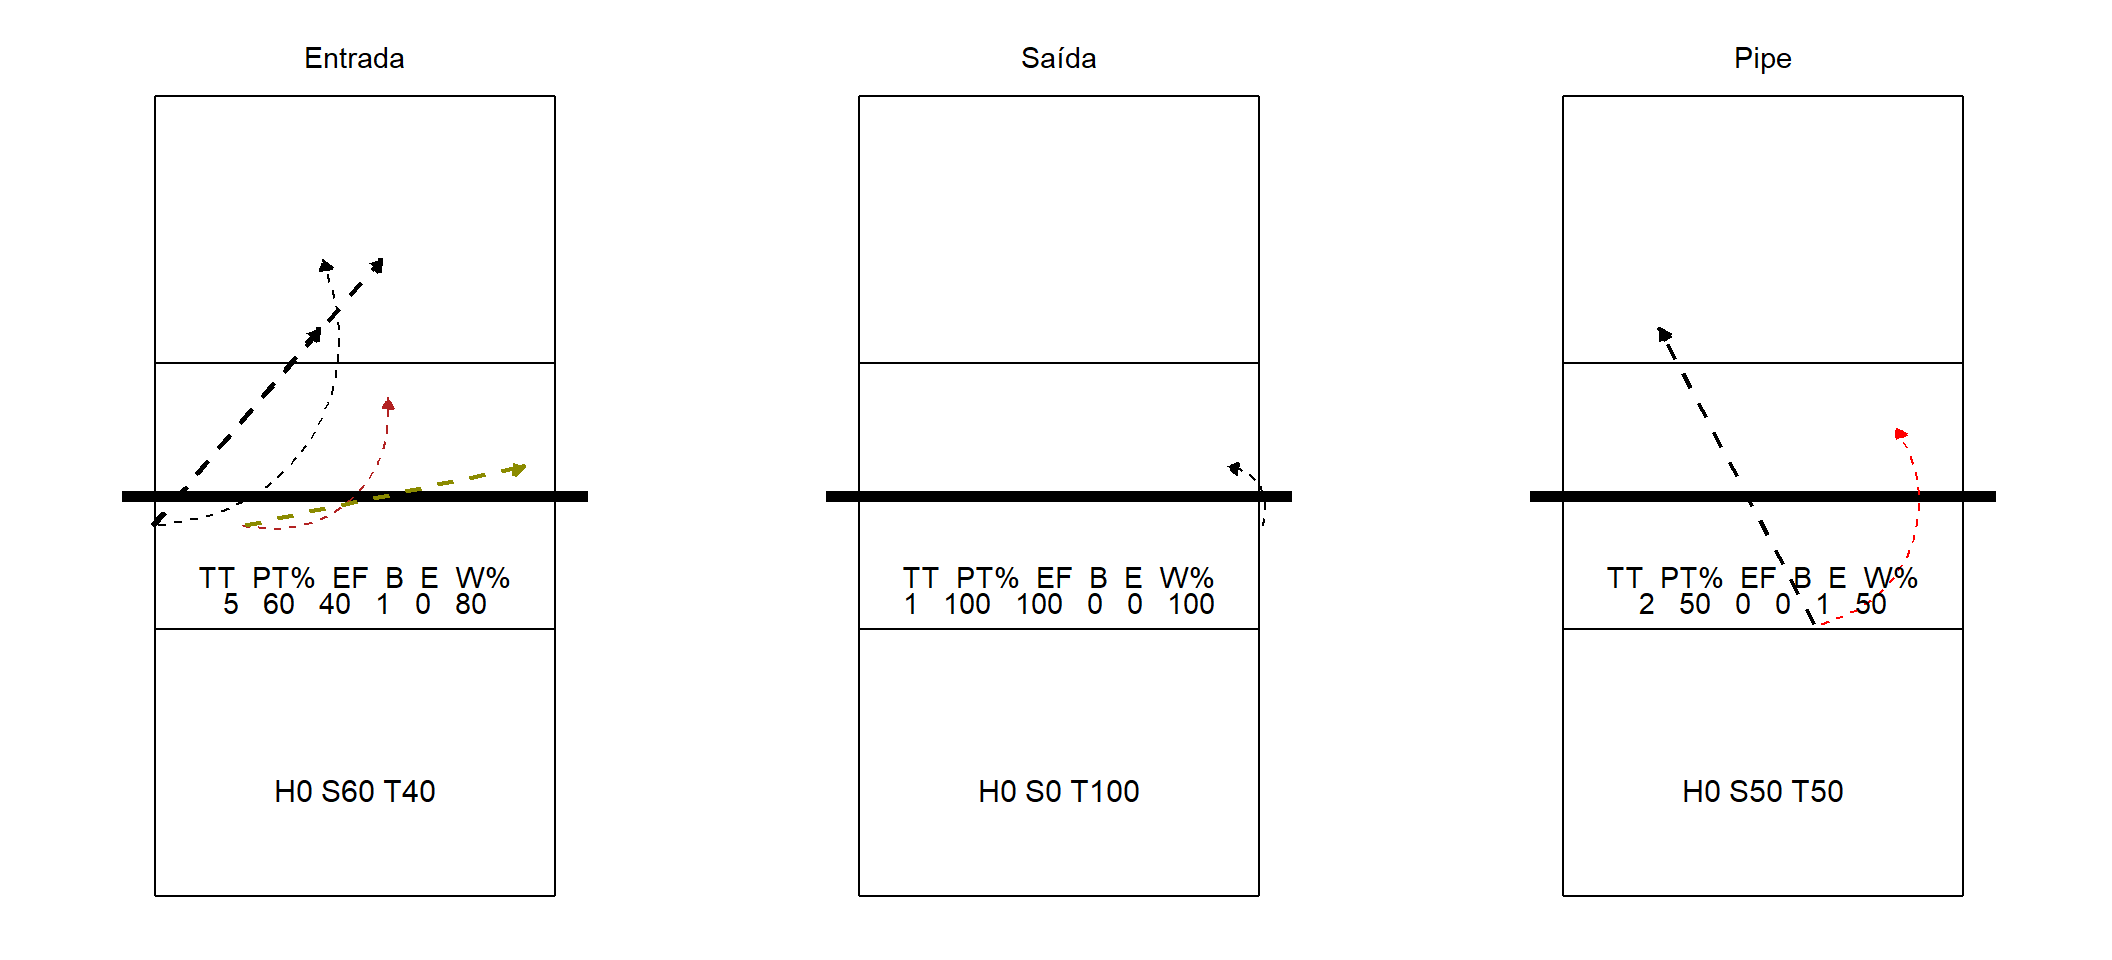 Entrada
TT PT% EF B E W%
5 60 40 1 0 80
H0 S60 T40
Saída
TT PT% EF B E W%
1 100 100 0 0 100
H0 S0 T100
Pipe
TT PT% EF B E W%
2 50 0 0 1 50
H0 S50 T50